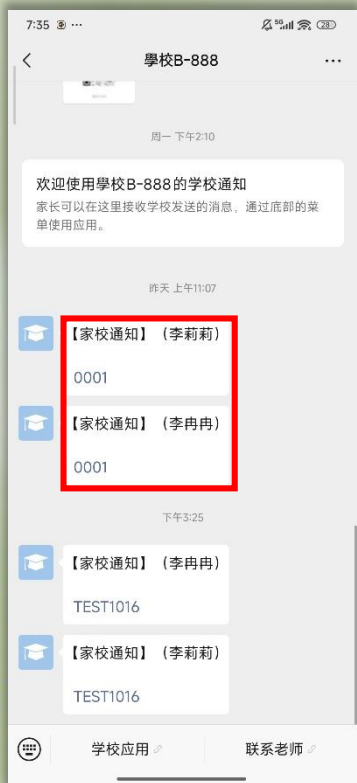 7:35
5G
28
學校B-888
周一 下午2:10
欢迎使用學校B-888的学校通知
家长可以在这里接收学校发送的消息，通过底部的菜
单使用应用。
昨天 上午11:07
【家校通知】（李莉莉）
0001
【家校通知】（李冉冉）
0001
下午3:25
【家校通知】（李冉冉）
TEST1016
【家校通知】（李莉莉）
TEST1016
学校应用
联系老师